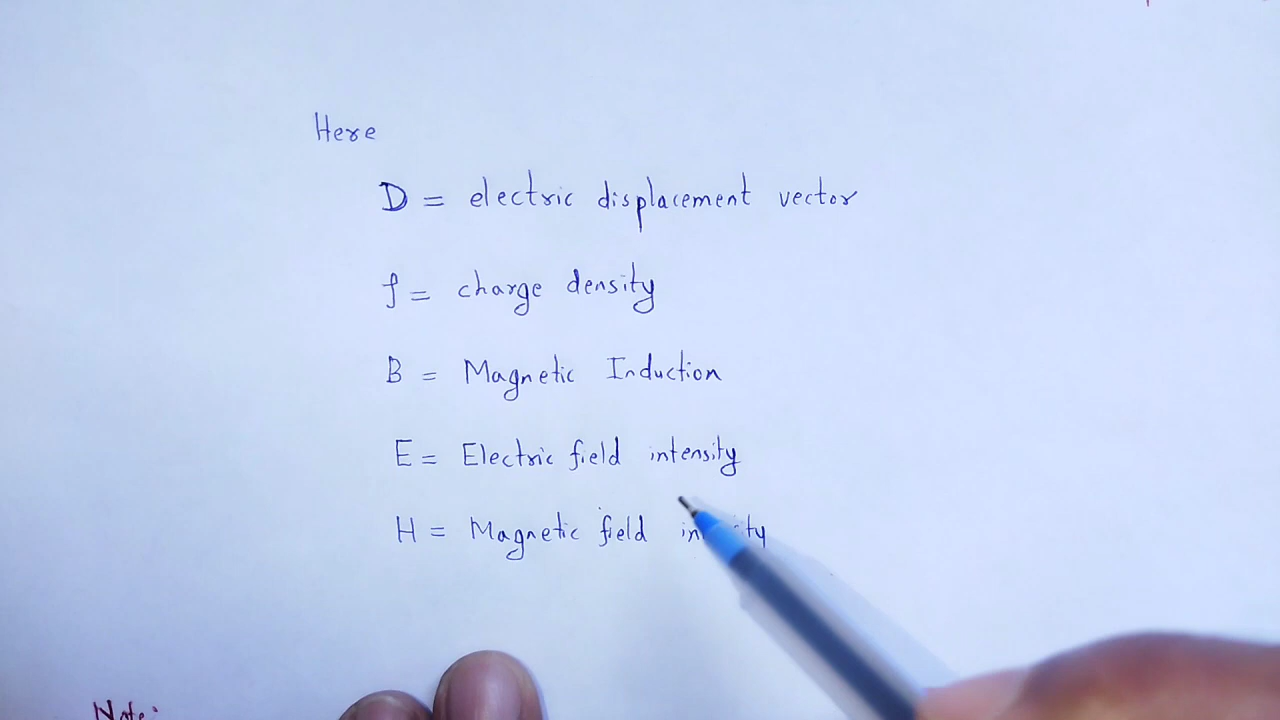 Here
D = electric displacement vector
ρ = charge density
B = Magnetic Induction
E = Electric field intensity
H = Magnetic field
Note: